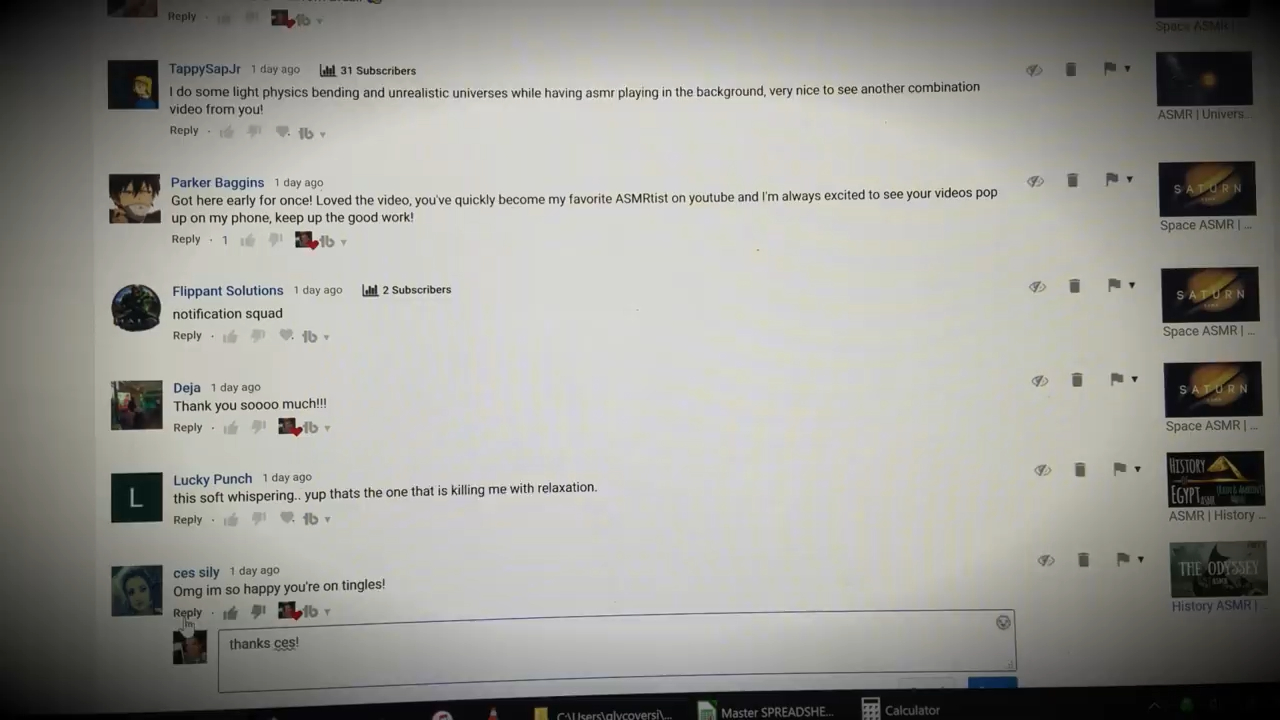 Reply
Space ASMR | ...
TappySapJr 1 day ago 31 Subscribers
I do some light physics bending and unrealistic universes while having asmr playing in the background, very nice to see another combination
video from you!
Reply
ASMR | Univers...
Parker Baggins 1 day ago
Got here early for once! Loved the video, you've quickly become my favorite ASMRtist on youtube and I'm always excited to see your videos pop
up on my phone, keep up the good work!
Reply · 1
SATURN
Space ASMR | ...
Flippant Solutions 1 day ago 2 Subscribers
notification squad
Reply
SATURN
Space ASMR | ...
Deja 1 day ago
Thank you soooo much!!!
Reply
SATURN
Space ASMR | ...
L
Lucky Punch 1 day ago
this soft whispering.. yup thats the one that is killing me with relaxation.
Reply
HISTORY
EGYPT
ASMR | History ...
ces sily 1 day ago
Omg im so happy you're on tingles!
Reply
THE ODYSSEY
ASMR
History ASMR |
thanks ces!
C:\Users\glycoversi\...
Master SPREADSHE...
Calculator